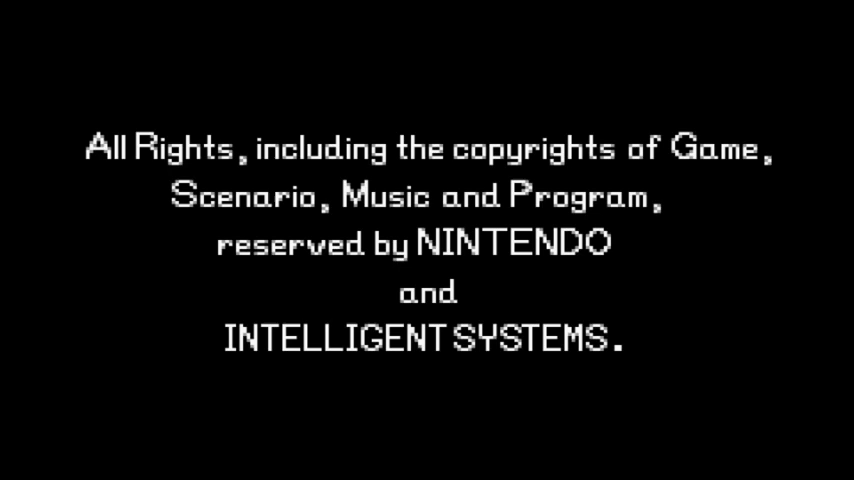 All Rights, including the copyrights of Game,
Scenario, Music and Program,
reserved by NINTENDO
and
INTELLIGENT SYSTEMS.